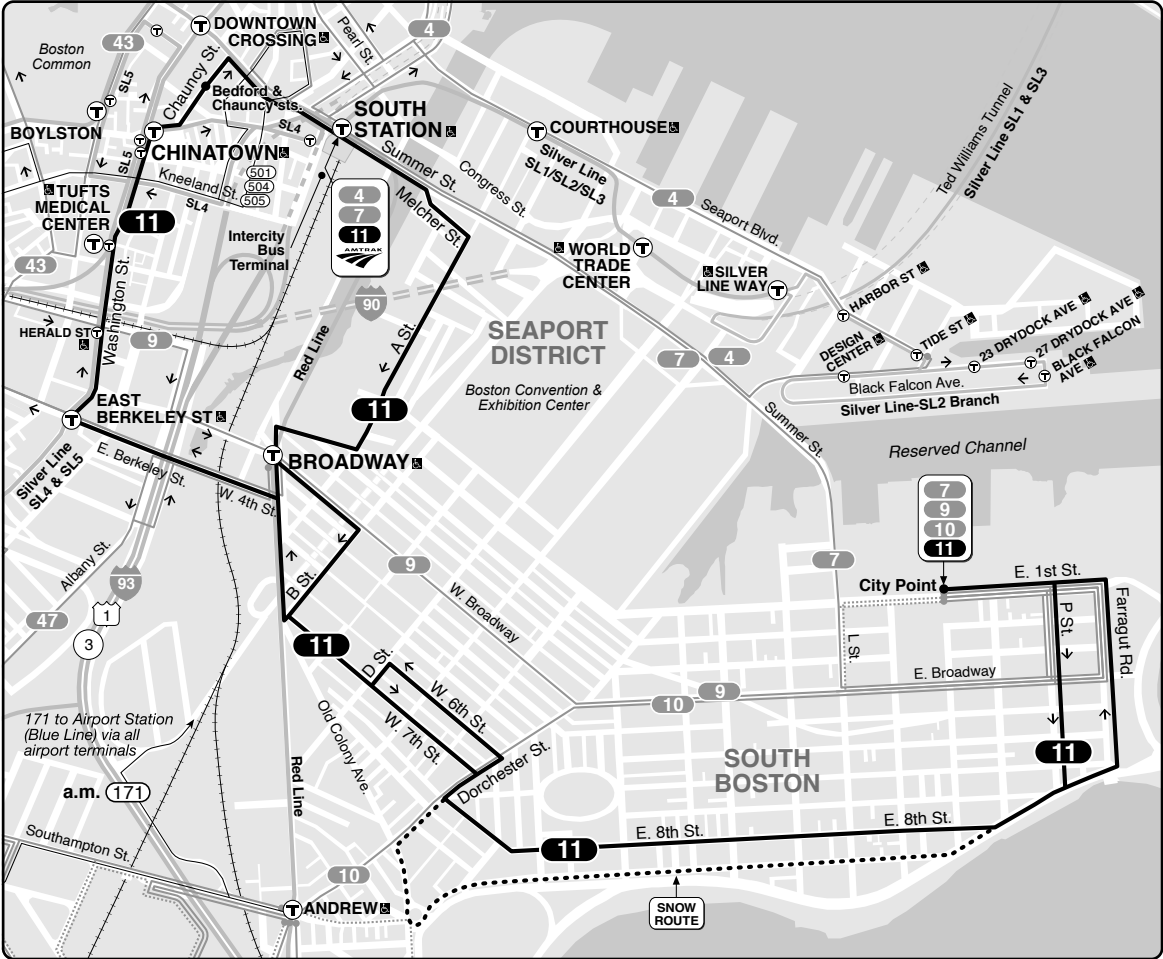 DOWNTOWN
CROSSING
Pearl St.
4
43
Boston
Common
SL5
Chauncy St.
Bedford &
Chauncy sts.
SOUTH
STATION
COURTHOUSE
Ted Williams Tunnel
Silver Line SL1 & SL3
BOYLSTON
SL5
CHINATOWN
SL4
Silver Line
SL1/SL2/SL3
Kneeland St.
SL4
501
504
505
Summer St.
Congress St.
TUFTS
MEDICAL
CENTER
11
4
7
11
AMTRAK
Melcher St.
4
Seaport Blvd.
Intercity
Bus
Terminal
WORLD
TRADE
CENTER
SILVER
LINE WAY
HARBOR ST
43
Washington St.
90
HERALD ST
9
Red Line
A St.
SEAPORT
DISTRICT
7
4
DESIGN
CENTER
TIDE ST
23 DRYDOCK AVE
27 DRYDOCK AVE
BLACK FALCON
AVE
Black Falcon Ave.
Silver Line-SL2 Branch
Boston Convention &
Exhibition Center
EAST
BERKELEY ST
11
Summer St.
Reserved Channel
BROADWAY
Silver Line
SL4 & SL5
E. Berkeley St.
W. 4th St.
7
9
10
11
Albany St.
93
1
3
47
B St.
9
W. Broadway
7
City Point
E. 1st St.
P St.
Farragut Rd.
L St.
11
D St.
W. 6th St.
W. 7th St.
E. Broadway
10
9
171 to Airport Station
(Blue Line) via all
airport terminals
Old Colony Ave.
Dorchester St.
SOUTH
BOSTON
11
a.m. 171
Red Line
Southampton St.
E. 8th St.
E. 8th St.
11
10
SNOW
ROUTE
ANDREW